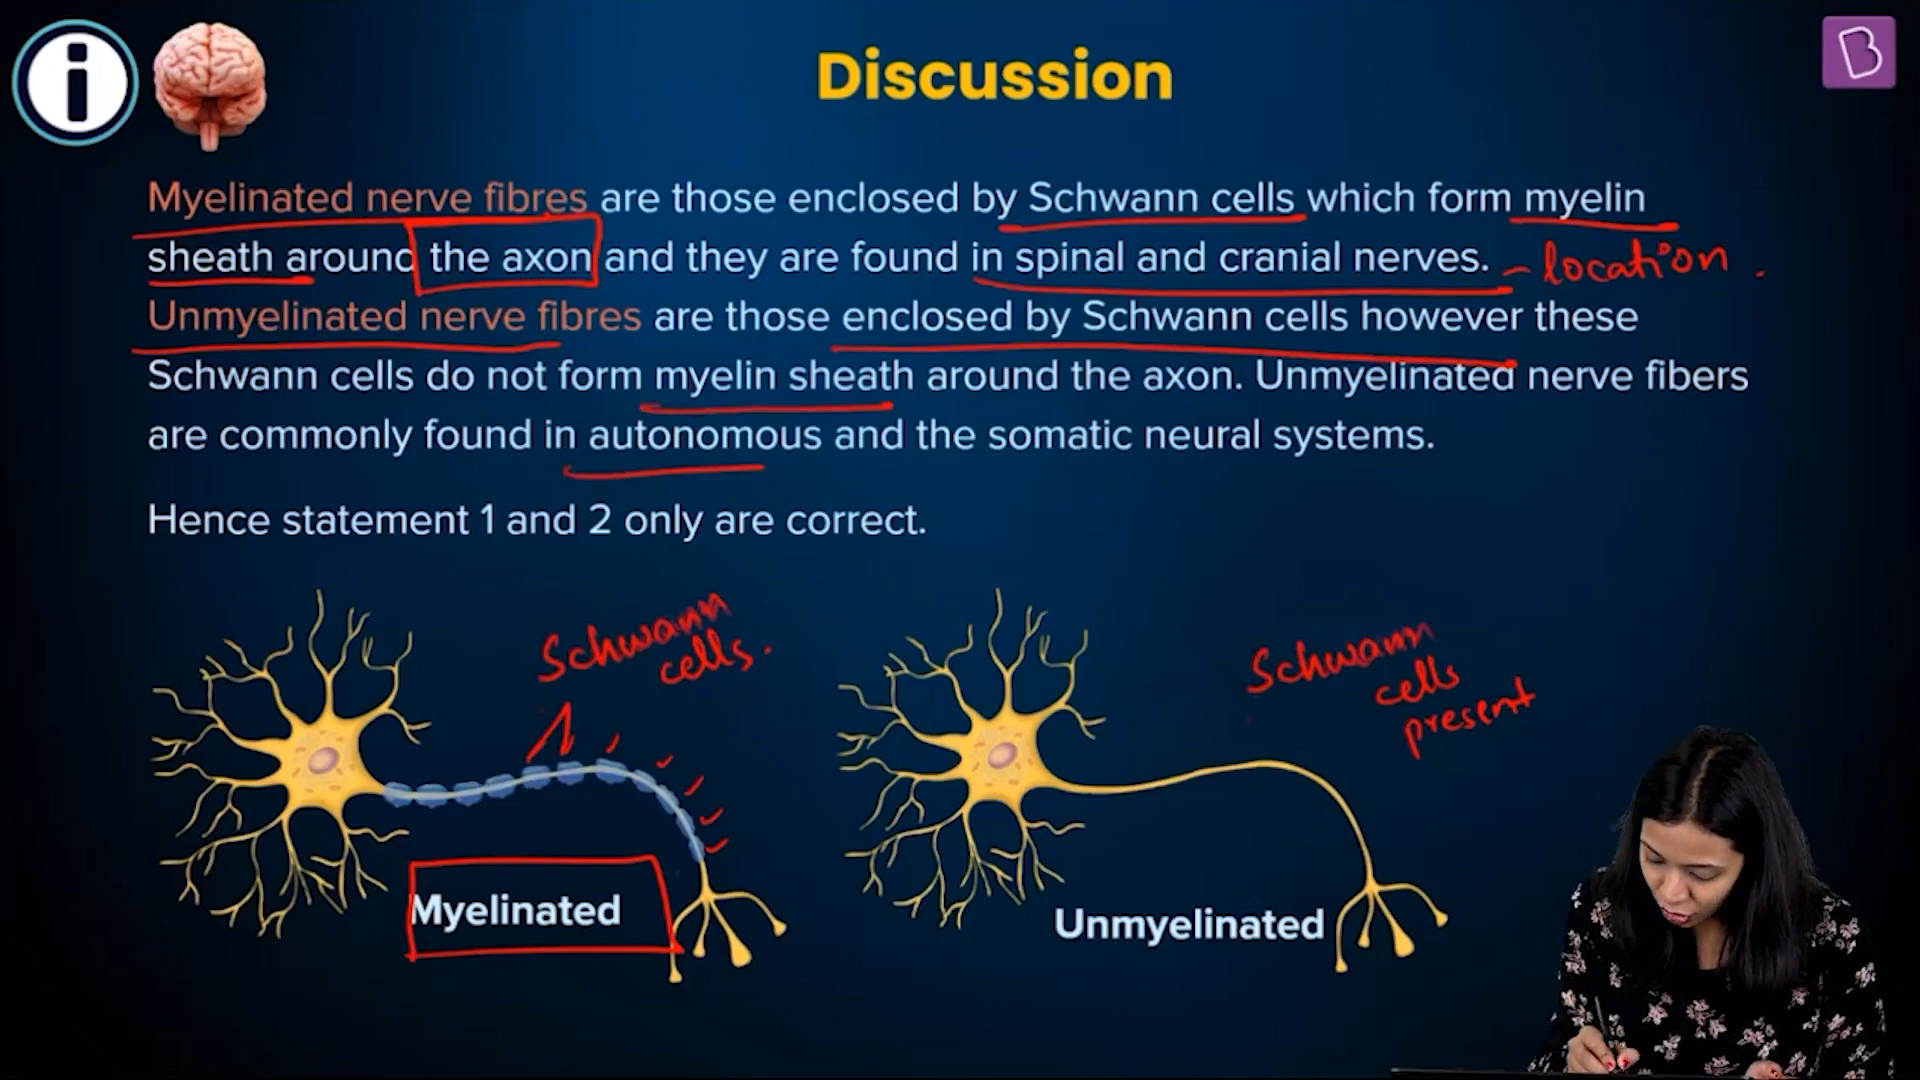 Discussion
Myelinated nerve fibres are those enclosed by Schwann cells which form myelin
sheath around the axon and they are found in spinal and cranial nerves. - location.
Unmyelinated nerve fibres are those enclosed by Schwann cells however these
Schwann cells do not form myelin sheath around the axon. Unmyelinated nerve fibers
are commonly found in autonomous and the somatic neural systems.
Hence statement 1 and 2 only are correct.
Schwann
cells.
Schwann
cells
present
Myelinated
Unmyelinated